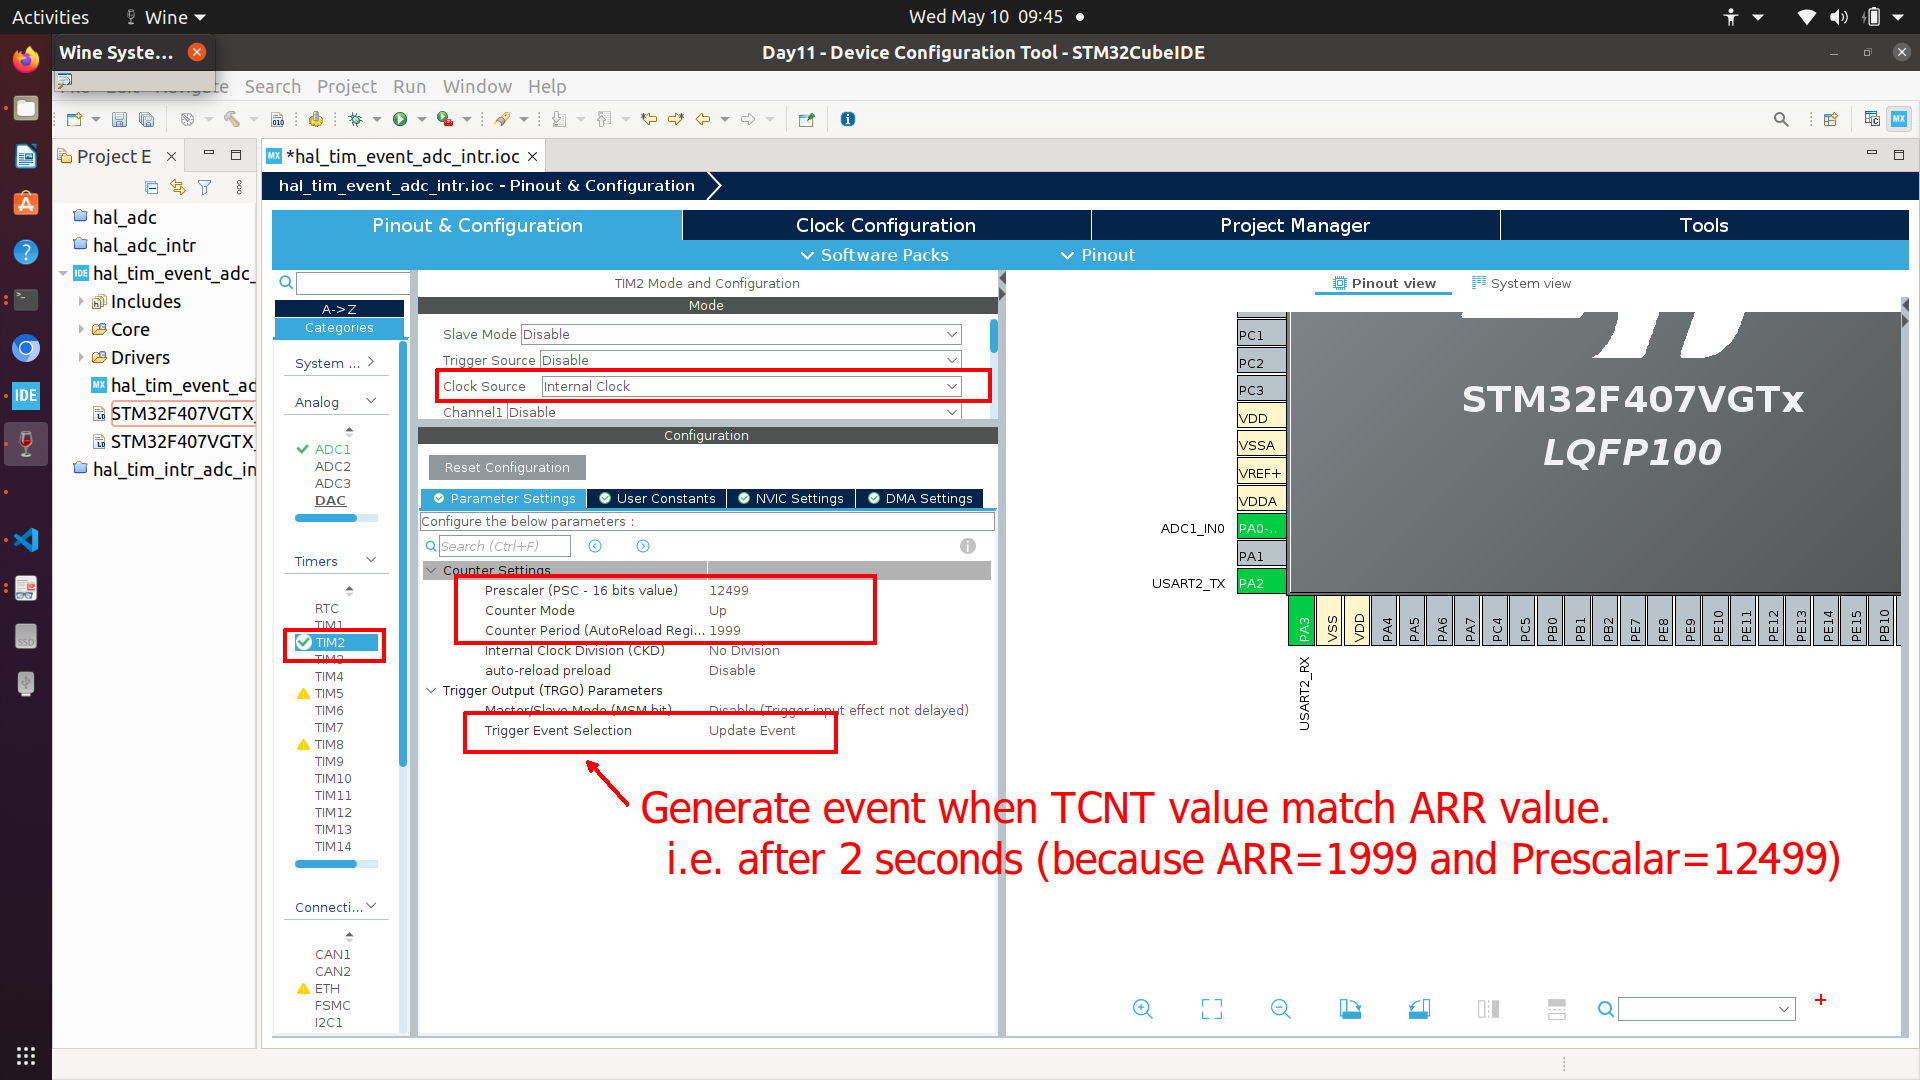 Activities
Wine
Wed May 10 09:45
Wine Syste...
Day11 - Device Configuration Tool - STM32CubeIDE
Search Project Run Window Help
Project E
*hal_tim_event_adc_intr.ioc
hal_tim_event_adc_intr.ioc - Pinout & Configuration
hal_adc
hal_adc_intr
hal_tim_event_adc_
Includes
Core
Drivers
hal_tim_event_ad
STM32F407VGTX_
STM32F407VGTX_
hal_tim_intr_adc_in
Pinout & Configuration
Clock Configuration
Project Manager
Tools
Software Packs
Pinout
A->Z
Categories
System ...
Analog
ADC1
ADC2
ADC3
DAC
Timers
RTC
TIM1
TIM2
TIM3
TIM4
TIM5
TIM6
TIM7
TIM8
TIM9
TIM10
TIM11
TIM12
TIM13
TIM14
Connecti...
CAN1
CAN2
ETH
FSMC
I2C1
TIM2 Mode and Configuration
Mode
Slave Mode Disable
Trigger Source Disable
Clock Source Internal Clock
Channel1 Disable
Configuration
Reset Configuration
Parameter Settings
User Constants
NVIC Settings
DMA Settings
Configure the below parameters :
Search (Ctrl+F)
Counter Settings
Prescaler (PSC - 16 bits value) 12499
Counter Mode Up
Counter Period (AutoReload Regi... 1999
Internal Clock Division (CKD) No Division
auto-reload preload Disable
Trigger Output (TRGO) Parameters
Master/Slave Mode (MSM bit) Disable (Trigger input effect not delayed)
Trigger Event Selection Update Event
Generate event when TCNT value match ARR value.
i.e. after 2 seconds (because ARR=1999 and Prescalar=12499)
Pinout view
System view
PC1
PC2
PC3
VDD
VSSA
VREF+
VDDA
ADC1_IN0 PA0-..
PA1
USART2_TX PA2
STM32F407VGTx
LQFP100
PA3
VSS
VDD
PA4
PA5
PA6
PA7
PC4
PC5
PB0
PB1
PB2
PE7
PE8
PE9
PE10
PE11
PE12
PE13
PE14
PE15
PB10
USART2_RX
IDE